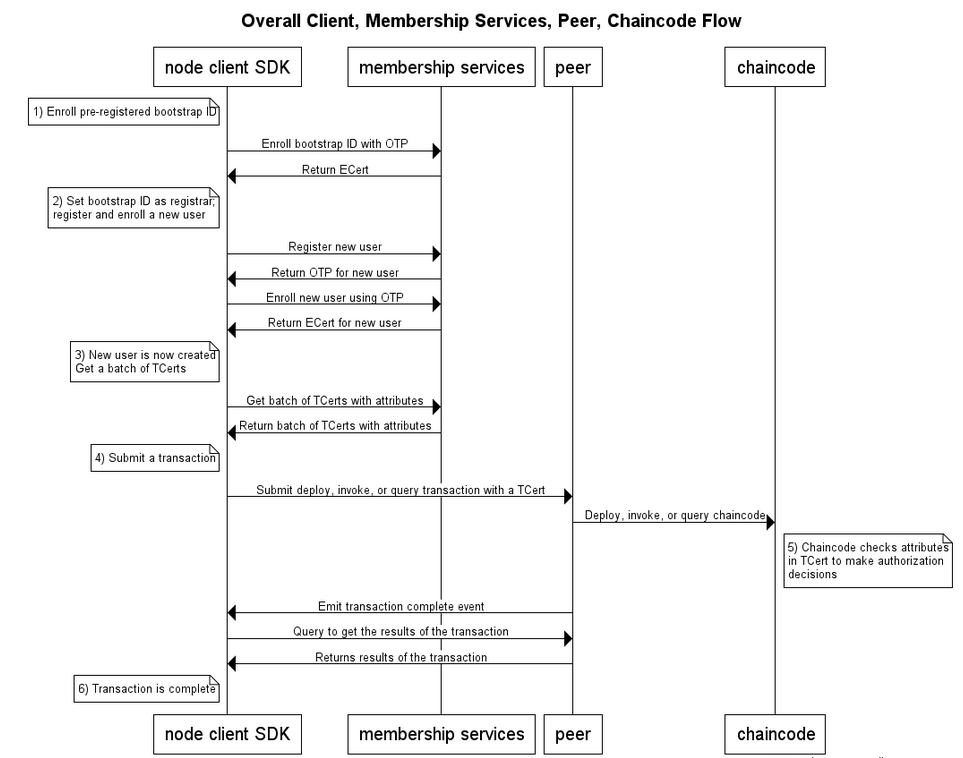 Overall Client, Membership Services, Peer, Chaincode Flow
node client SDK
membership services
peer
chaincode
1) Enroll pre-registered bootstrap ID
Enroll bootstrap ID with OTP
Return ECert
2) Set bootstrap ID as registrar;
register and enroll a new user
Register new user
Return OTP for new user
Enroll new user using OTP
Return ECert for new user
3) New user is now created
Get a batch of TCerts
Get batch of TCerts with attributes
Return batch of TCerts with attributes
4) Submit a transaction
Submit deploy, invoke, or query transaction with a TCert
Deploy, invoke, or query chaincode
5) Chaincode checks attributes
in TCert to make authorization
decisions
Emit transaction complete event
Query to get the results of the transaction
Returns results of the transaction
6) Transaction is complete
node client SDK
membership services
peer
chaincode